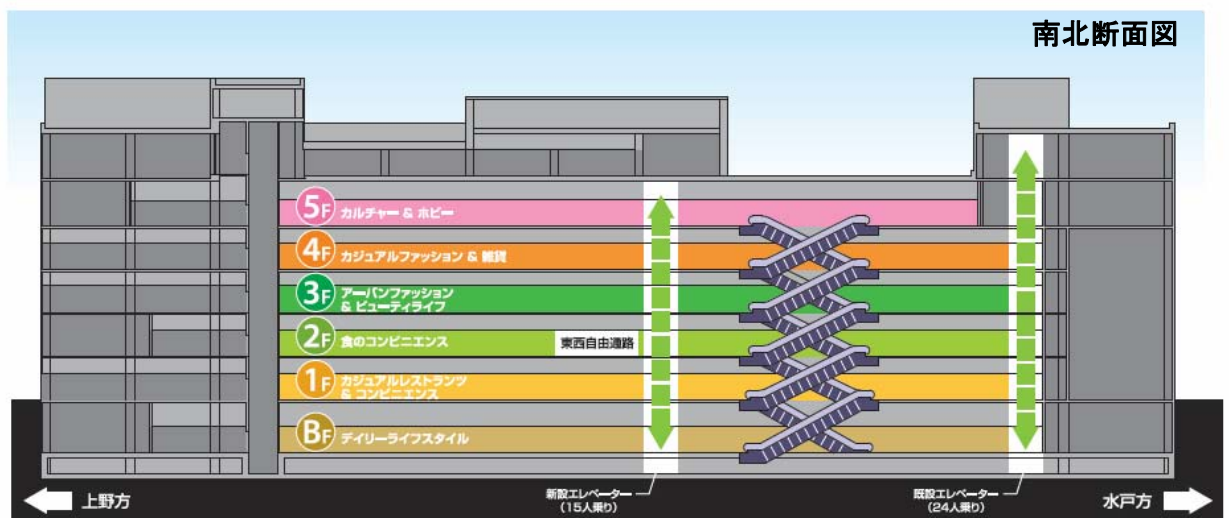 南北断面図
5F カルチャー & ホビー
4F カジュアルファッション & 雑貨
3F アーバンファッション
& ビューティライフ
2F 食のコンビニエンス
東西自由通路
1F カジュアルレストランツ
& コンビニエンス
BF デイリーライフスタイル
上野方
新設エレベーター
(15人乗り)
既設エレベーター
(24人乗り)
水戸方